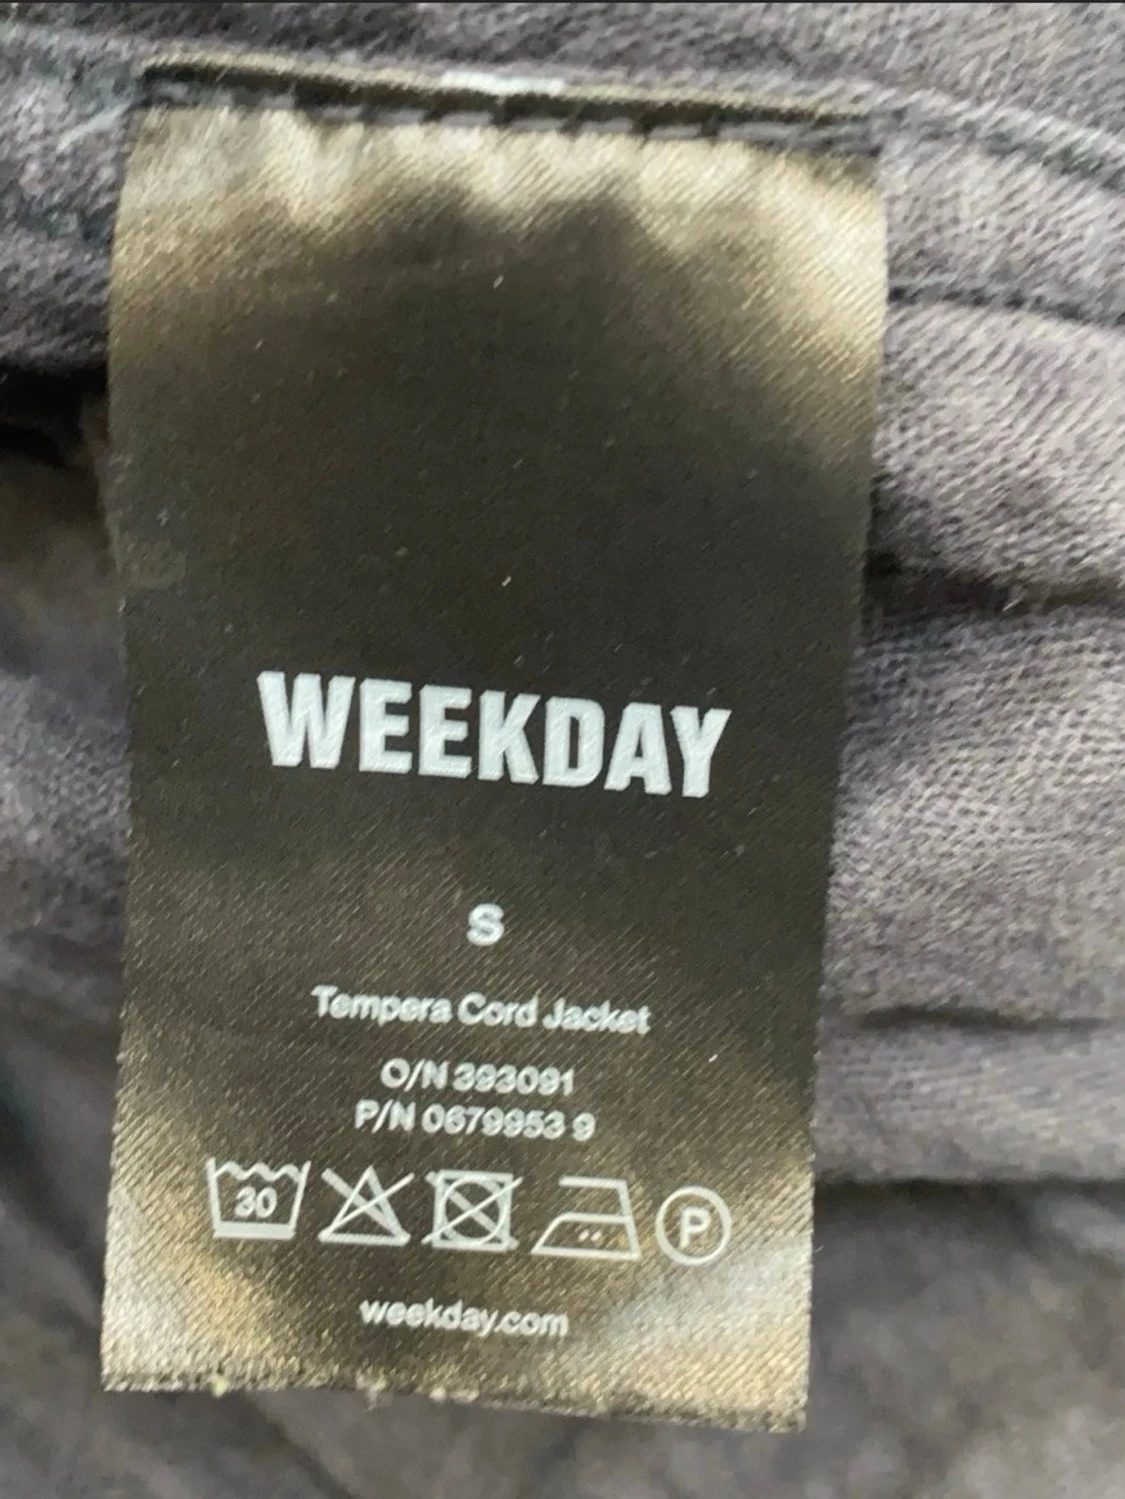 WEEKDAY
S
Tempera Cord Jacket
O/N 393091
P/N 0679953 9
30
P
weekday.com